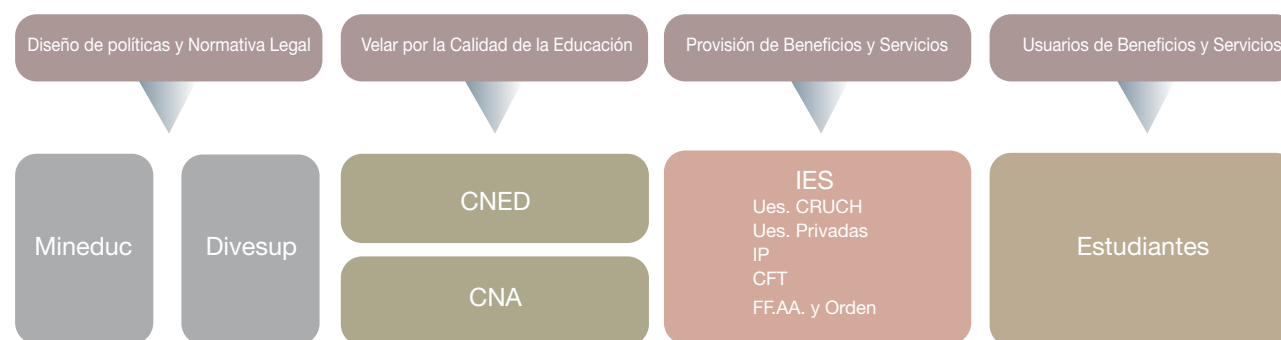 Diseño de políticas y Normativa Legal
Velar por la Calidad de la Educación
Provisión de Beneficios y Servicios
Usuarios de Beneficios y Servicios
Mineduc
Divesup
CNED
CNA
IES
Ues. CRUCH
Ues. Privadas
IP
CFT
FF.AA. y Orden
Estudiantes